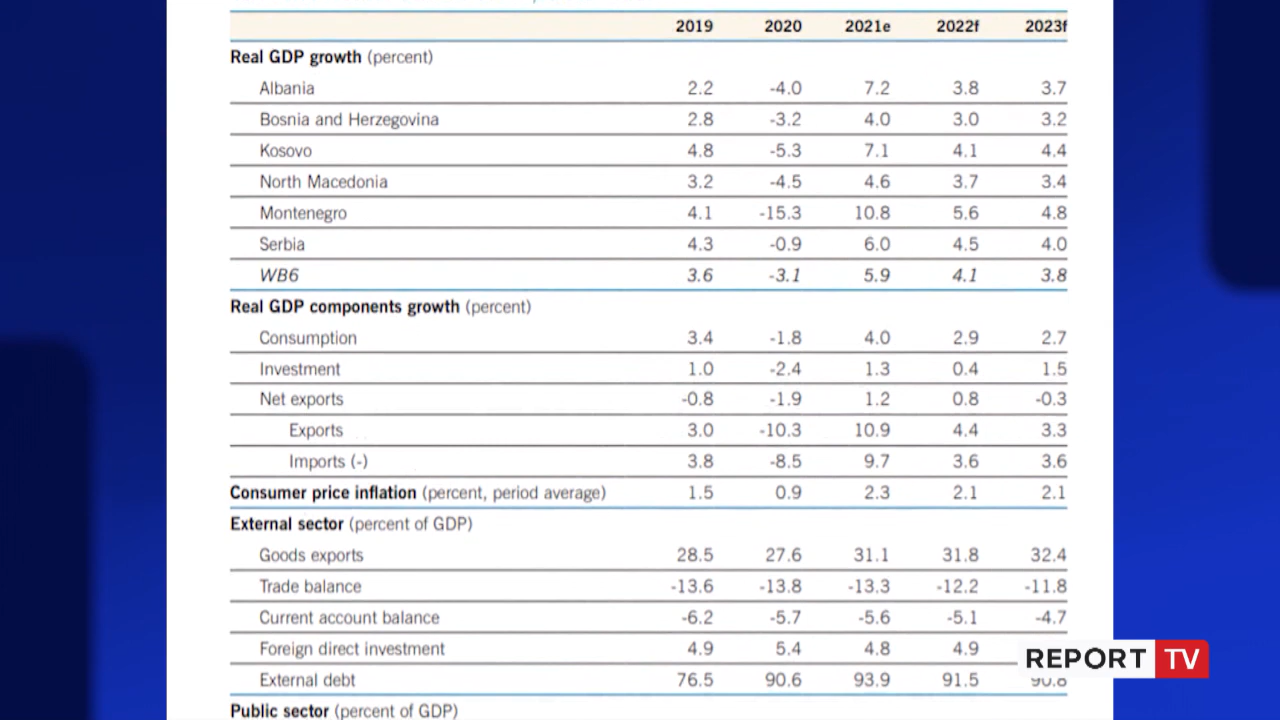 2019 2020 2021e 2022f 2023f
Real GDP growth (percent)
Albania 2.2 -4.0 7.2 3.8 3.7
Bosnia and Herzegovina 2.8 -3.2 4.0 3.0 3.2
Kosovo 4.8 -5.3 7.1 4.1 4.4
North Macedonia 3.2 -4.5 4.6 3.7 3.4
Montenegro 4.1 -15.3 10.8 5.6 4.8
Serbia 4.3 -0.9 6.0 4.5 4.0
WB6 3.6 -3.1 5.9 4.1 3.8
Real GDP components growth (percent)
Consumption 3.4 -1.8 4.0 2.9 2.7
Investment 1.0 -2.4 1.3 0.4 1.5
Net exports -0.8 -1.9 1.2 0.8 -0.3
Exports 3.0 -10.3 10.9 4.4 3.3
Imports (-) 3.8 -8.5 9.7 3.6 3.6
Consumer price inflation (percent, period average) 1.5 0.9 2.3 2.1 2.1
External sector (percent of GDP)
Goods exports 28.5 27.6 31.1 31.8 32.4
Trade balance -13.6 -13.8 -13.3 -12.2 -11.8
Current account balance -6.2 -5.7 -5.6 -5.1 -4.7
Foreign direct investment 4.9 5.4 4.8 4.9
REPORT TV
External debt 76.5 90.6 93.9 91.5
Public sector (percent of GDP)